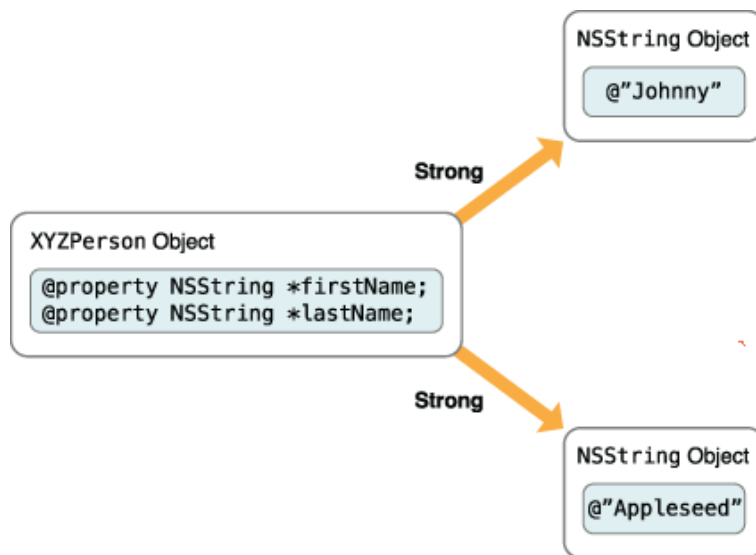 NSString Object
@”Johnny”
Strong
XYZPerson Object
@property NSString *firstName;
@property NSString *lastName;
Strong
NSString Object
@”Appleseed”